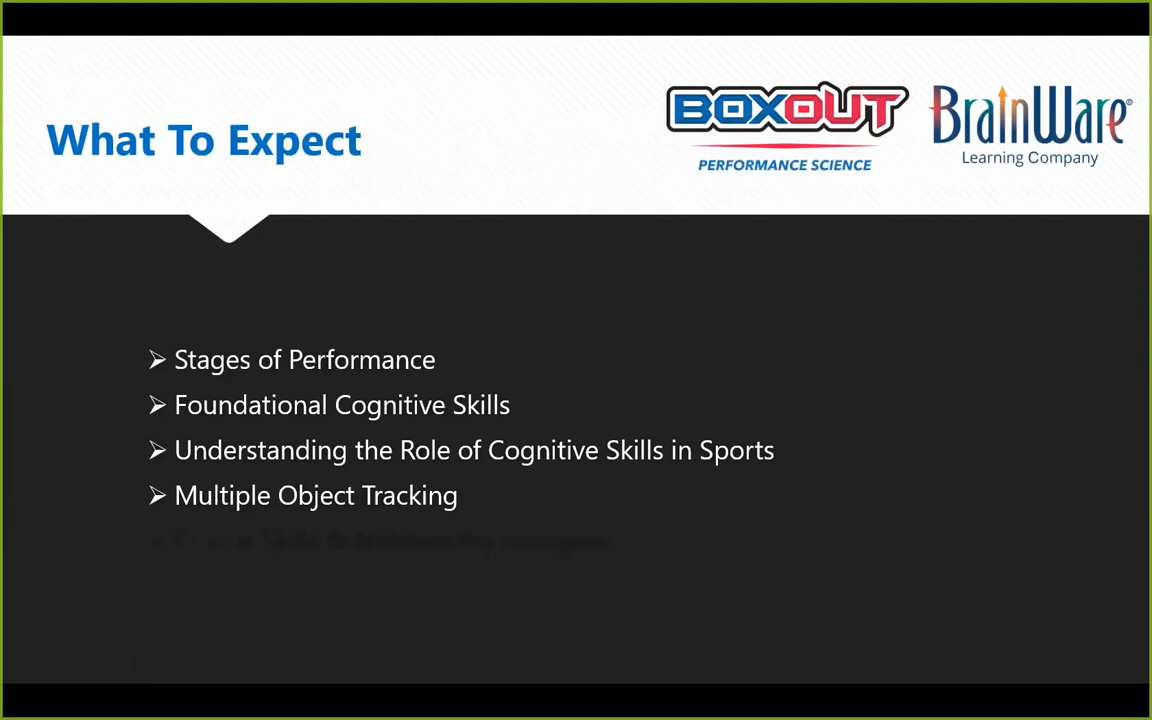 What To Expect
BOXOUT
PERFORMANCE SCIENCE
BrainWare®
Learning Company
➢ Stages of Performance
➢ Foundational Cognitive Skills
➢ Understanding the Role of Cognitive Skills in Sports
➢ Multiple Object Tracking